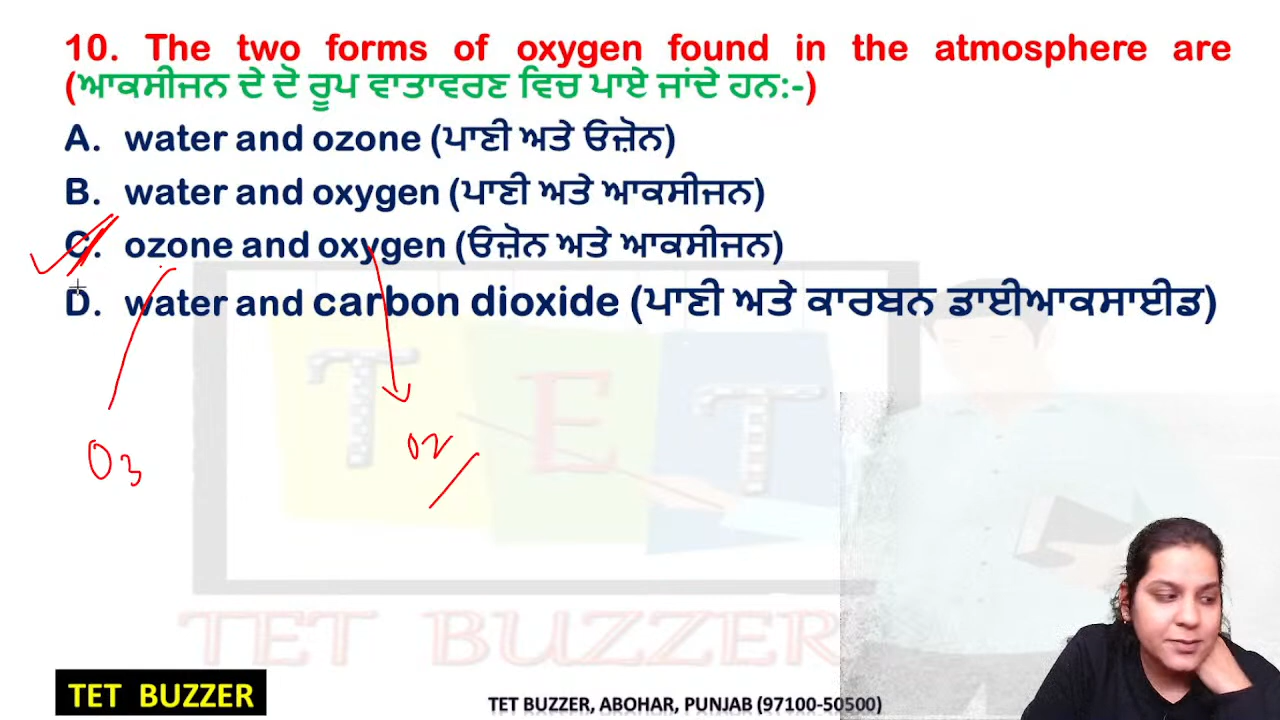 10. The two forms of oxygen found in the atmosphere are
(ਆਕਸੀਜਨ ਦੇ ਦੋ ਰੂਪ ਵਾਤਾਵਰਣ ਵਿਚ ਪਾਏ ਜਾਂਦੇ ਹਨ:-)
A. water and ozone (ਪਾਣੀ ਅਤੇ ਓਜ਼ੋਨ)
B. water and oxygen (ਪਾਣੀ ਅਤੇ ਆਕਸੀਜਨ)
C. ozone and oxygen (ਓਜ਼ੋਨ ਅਤੇ ਆਕਸੀਜਨ)
D. water and carbon dioxide (ਪਾਣੀ ਅਤੇ ਕਾਰਬਨ ਡਾਈਆਕਸਾਈਡ)
T E T
O3 O2
TET BUZZER
TET BUZZER
TET BUZZER, ABOHAR, PUNJAB (97100-50500)